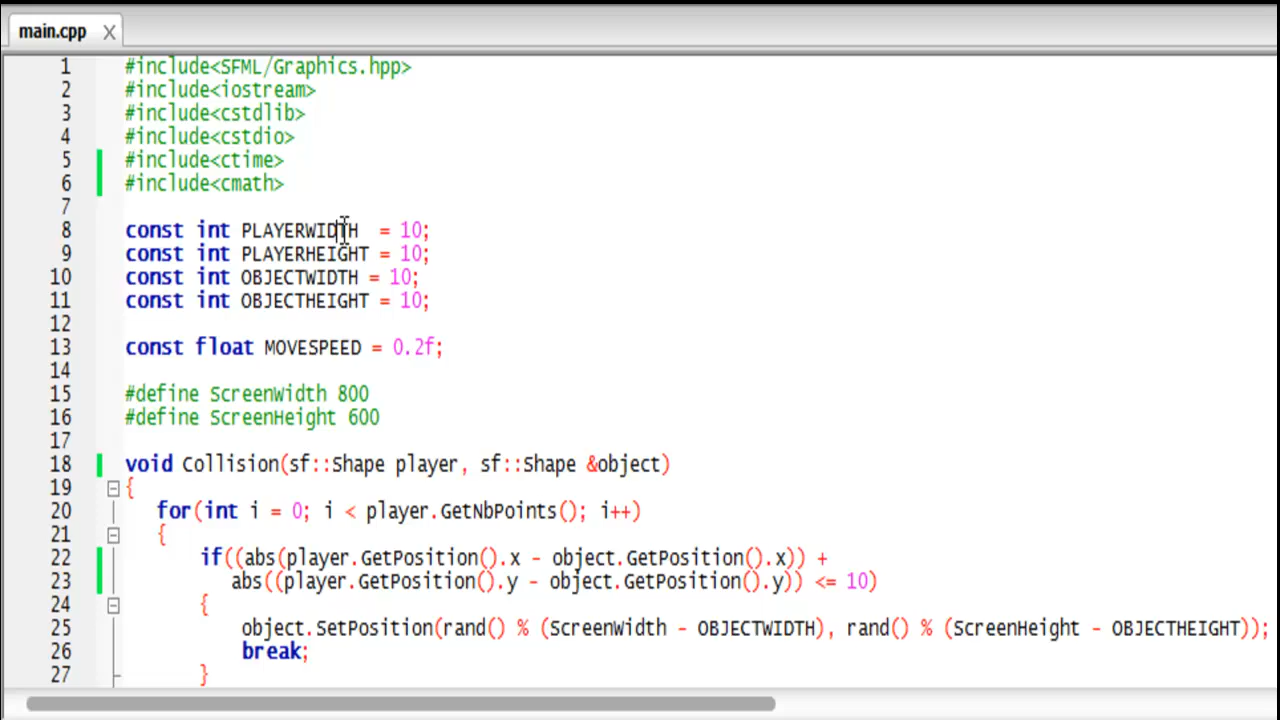 main.cpp X
1 #include<SFML/Graphics.hpp>
2 #include<iostream>
3 #include<cstdlib>
4 #include<cstdio>
5 #include<ctime>
6 #include<cmath>
7
8 const int PLAYERWIDTH  = 10;
9 const int PLAYERHEIGHT = 10;
10 const int OBJECTWIDTH = 10;
11 const int OBJECTHEIGHT = 10;
12
13 const float MOVESPEED = 0.2f;
14
15 #define ScreenWidth 800
16 #define ScreenHeight 600
17
18 void Collision(sf::Shape player, sf::Shape &object)
19 {
20 for(int i = 0; i < player.GetNbPoints(); i++)
21 {
22 if((abs(player.GetPosition().x - object.GetPosition().x)) +
23 abs((player.GetPosition().y - object.GetPosition().y)) <= 10)
24 {
25 object.SetPosition(rand() % (ScreenWidth - OBJECTWIDTH), rand() % (ScreenHeight - OBJECTHEIGHT));
26 break;
27 }